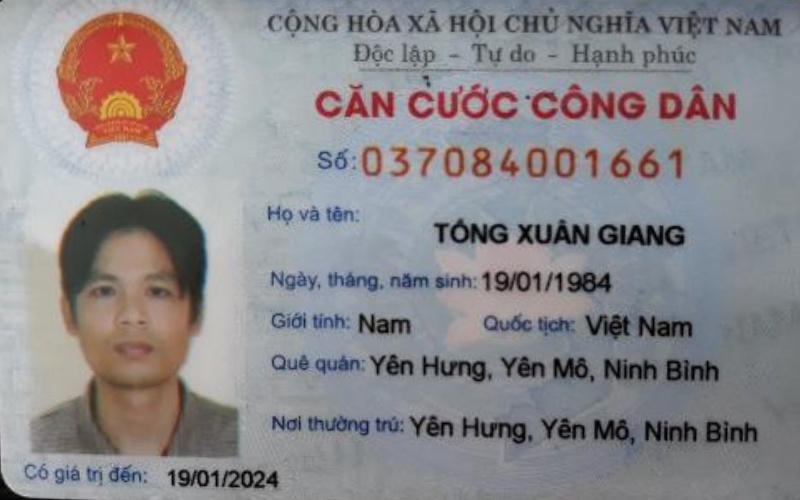 CỘNG HÒA XÃ HỘI CHỦ NGHĨA VIỆT NAM
Độc lập - Tự do - Hạnh phúc
CĂN CƯỚC CÔNG DÂN
Số: 037084001661
Họ và tên: TỐNG XUÂN GIANG
Ngày, tháng, năm sinh: 19/01/1984
Giới tính: Nam Quốc tịch: Việt Nam
Quê quán: Yên Hưng, Yên Mô, Ninh Bình
Nơi thường trú: Yên Hưng, Yên Mô, Ninh Bình
Có giá trị đến: 19/01/2024
VIỆT NAM